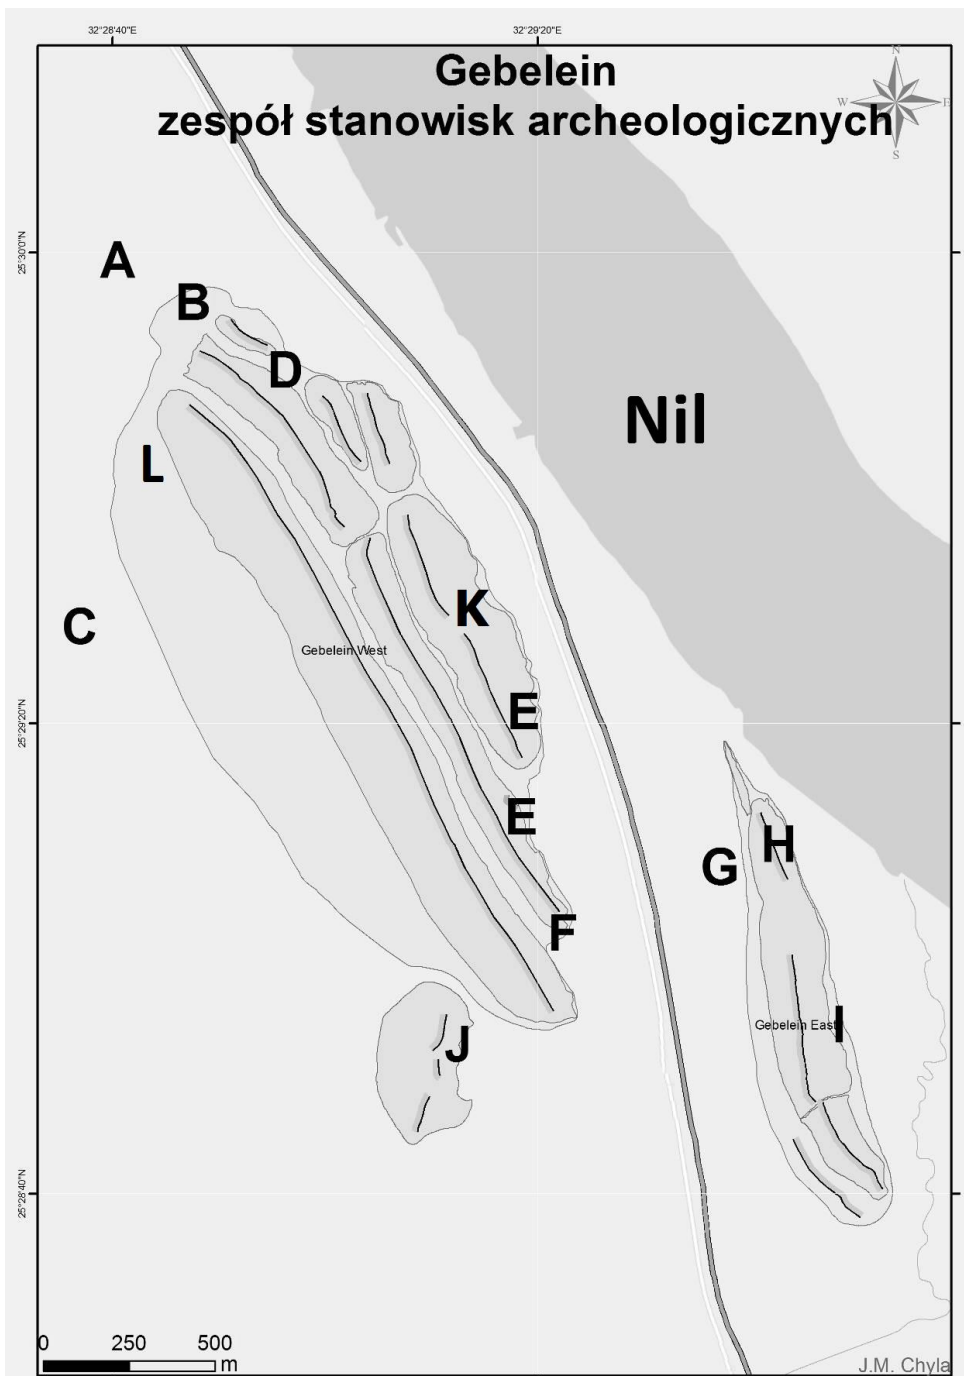 32°28'40"E
32°29'20"E
Gebelein
zespół stanowisk archeologicznych
N
W
E
S
25°30'0"N
A
B
D
Nil
L
K
C
Gebelein West
E
25°29'20"N
E
H
G
F
Gebelein East
I
J
25°28'40"N
0 250 500
m
J.M. Chyla